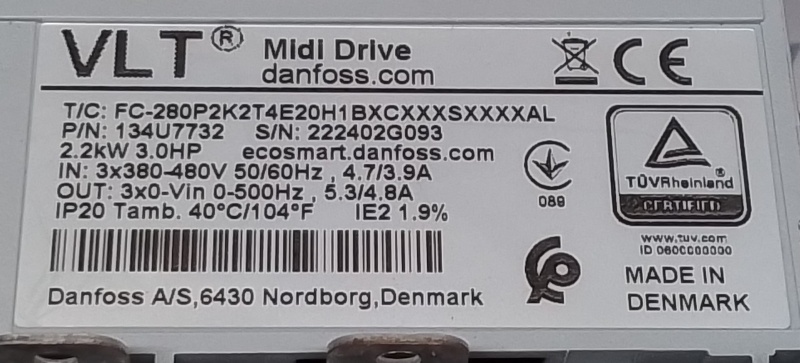 VLT® Midi Drive
danfoss.com
T/C: FC-280P2K2T4E20H1BXCXXXSXXXXAL
P/N: 134U7732 S/N: 222402G093
2.2kW 3.0HP ecosmart.danfoss.com
IN: 3x380-480V 50/60Hz , 4.7/3.9A
OUT: 3x0-Vin 0-500Hz , 5.3/4.8A
IP20 Tamb. 40°C/104°F IE2 1.9%
Danfoss A/S,6430 Nordborg,Denmark
CE
089
TÜVRheinland®
CERTIFIED
www.tuv.com
ID 0600000000
MADE IN
DENMARK